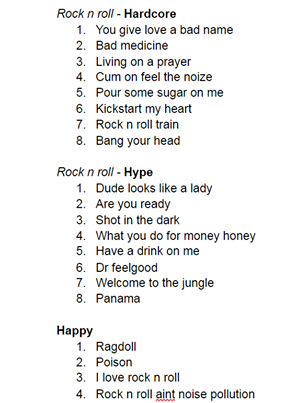 Rock n roll - Hardcore
1. You give love a bad name
2. Bad medicine
3. Living on a prayer
4. Cum on feel the noize
5. Pour some sugar on me
6. Kickstart my heart
7. Rock n roll train
8. Bang your head
Rock n roll - Hype
1. Dude looks like a lady
2. Are you ready
3. Shot in the dark
4. What you do for money honey
5. Have a drink on me
6. Dr feelgood
7. Welcome to the jungle
8. Panama
Happy
1. Ragdoll
2. Poison
3. I love rock n roll
4. Rock n roll aint noise pollution